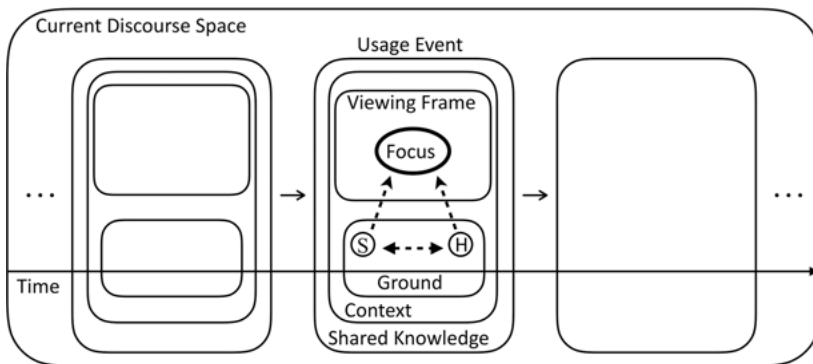 Current Discourse Space
Usage Event
Viewing Frame
Focus
... → → ...
S H
Time Ground
Context
Shared Knowledge